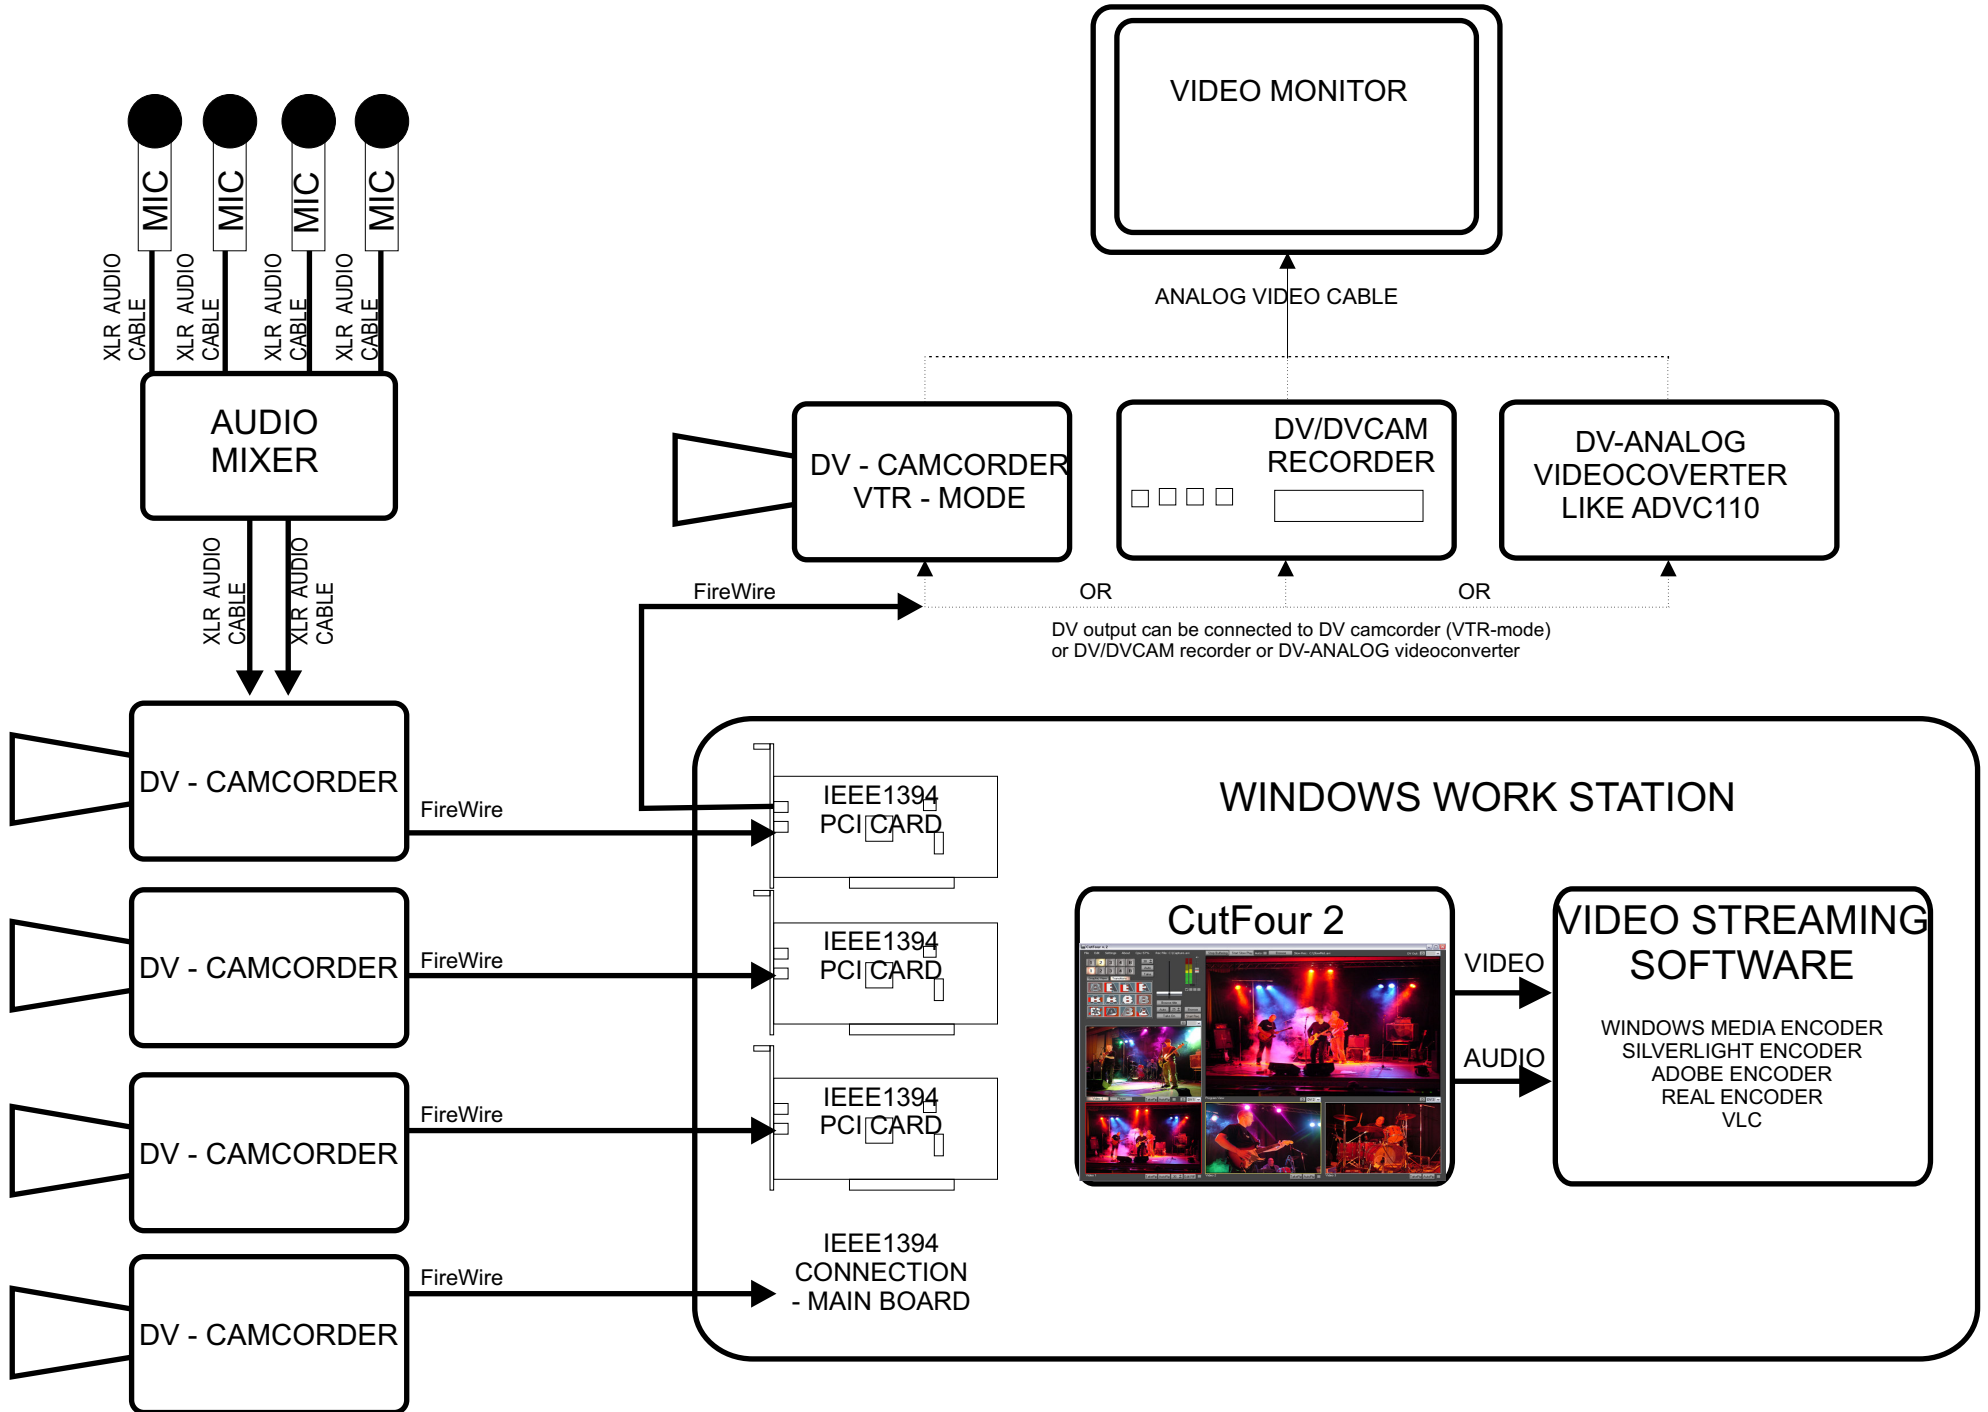 VIDEO MONITOR
MIC
MIC
MIC
MIC
XLR AUDIO
CABLE
XLR AUDIO
CABLE
XLR AUDIO
CABLE
XLR AUDIO
CABLE
ANALOG VIDEO CABLE
AUDIO
MIXER
DV - CAMCORDER
VTR - MODE
DV/DVCAM
RECORDER
DV-ANALOG
VIDEOCOVERTER
LIKE ADVC110
XLR AUDIO
CABLE
XLR AUDIO
CABLE
FireWire
OR
OR
DV output can be connected to DV camcorder (VTR-mode)
or DV/DVCAM recorder or DV-ANALOG videoconverter
DV - CAMCORDER
FireWire
IEEE1394
PCI CARD
WINDOWS WORK STATION
DV - CAMCORDER
FireWire
IEEE1394
PCI CARD
CutFour 2
VIDEO
AUDIO
VIDEO STREAMING
SOFTWARE
WINDOWS MEDIA ENCODER
SILVERLIGHT ENCODER
ADOBE ENCODER
REAL ENCODER
VLC
DV - CAMCORDER
FireWire
IEEE1394
PCI CARD
DV - CAMCORDER
FireWire
IEEE1394
CONNECTION
- MAIN BOARD